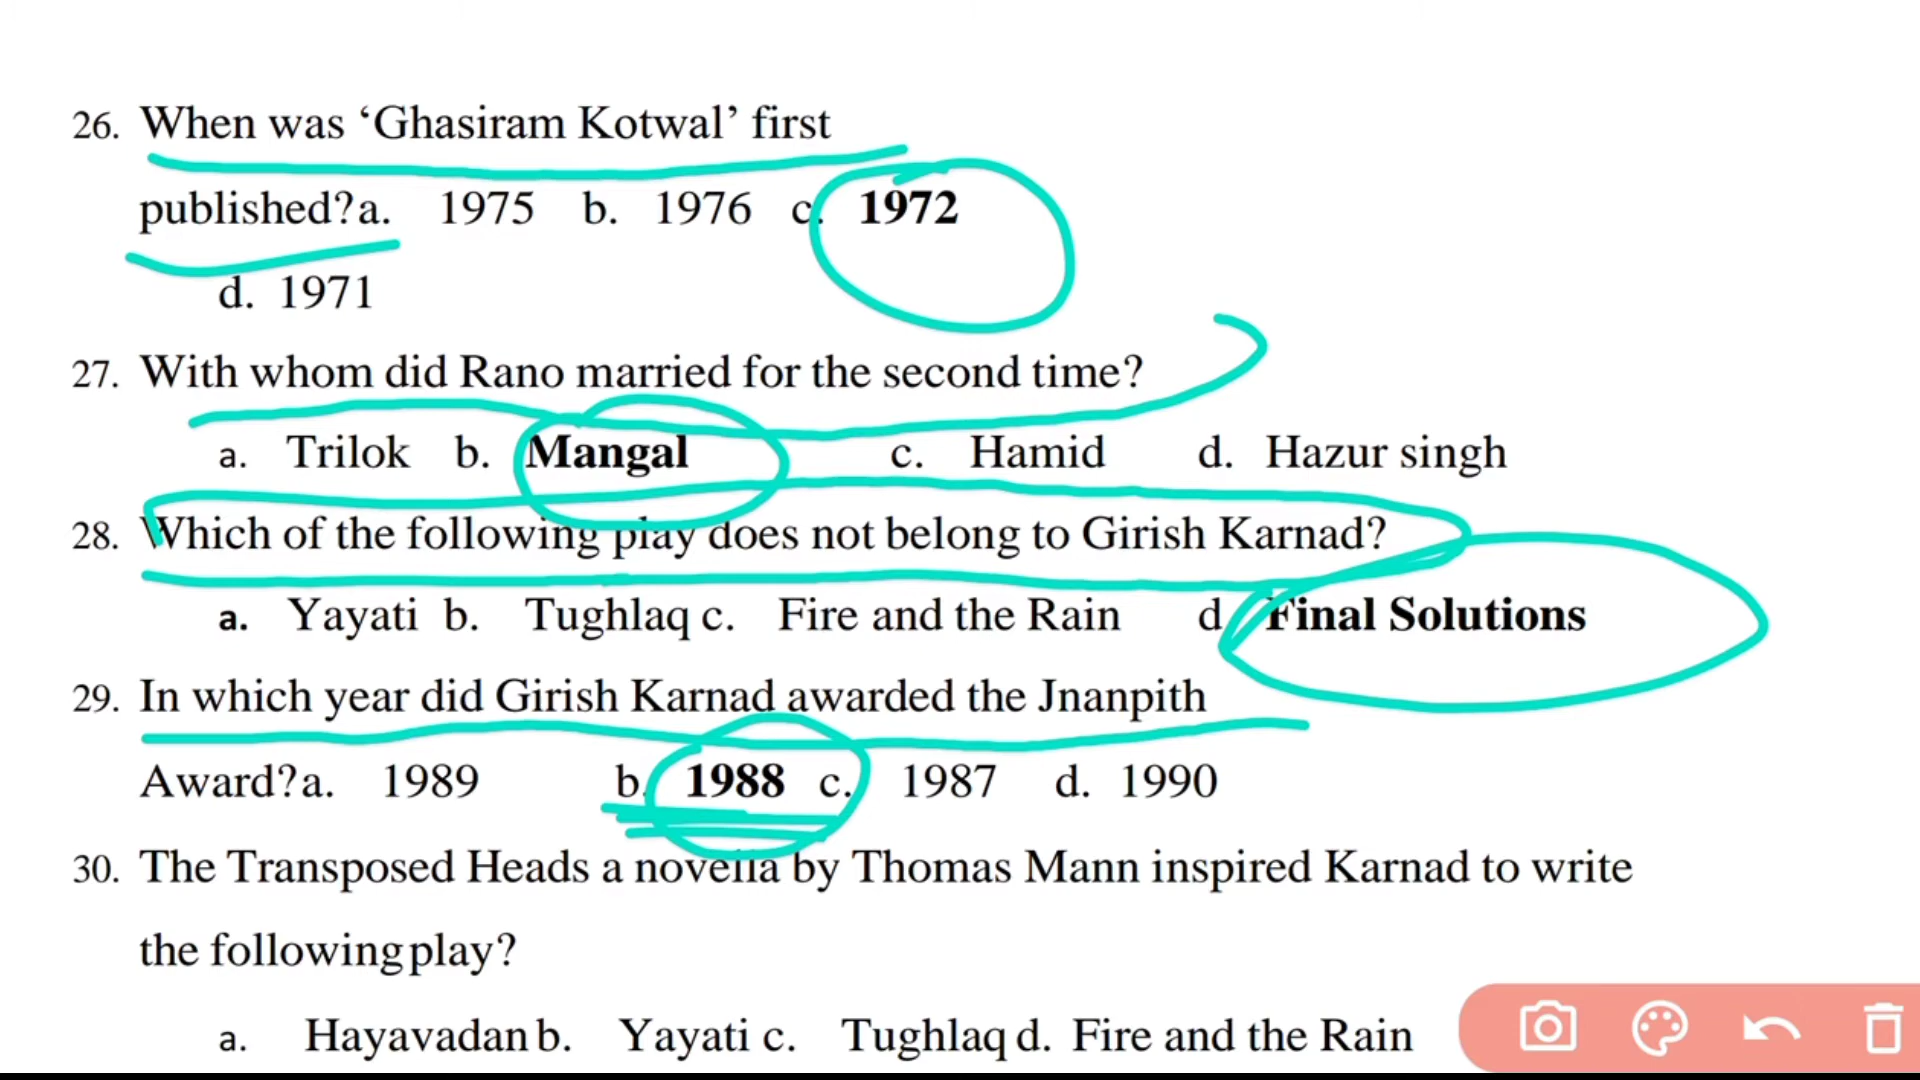 26. When was ‘Ghasiram Kotwal’ first
published?a. 1975 b. 1976 c. 1972
d. 1971
27. With whom did Rano married for the second time?
a. Trilok b. Mangal c. Hamid d. Hazur singh
28. Which of the following play does not belong to Girish Karnad?
a. Yayati b. Tughlaq c. Fire and the Rain d. Final Solutions
29. In which year did Girish Karnad awarded the Jnanpith
Award?a. 1989 b. 1988 c. 1987 d. 1990
30. The Transposed Heads a novella by Thomas Mann inspired Karnad to write
the following play?
a. Hayavadan b. Yayati c. Tughlaq d. Fire and the Rain